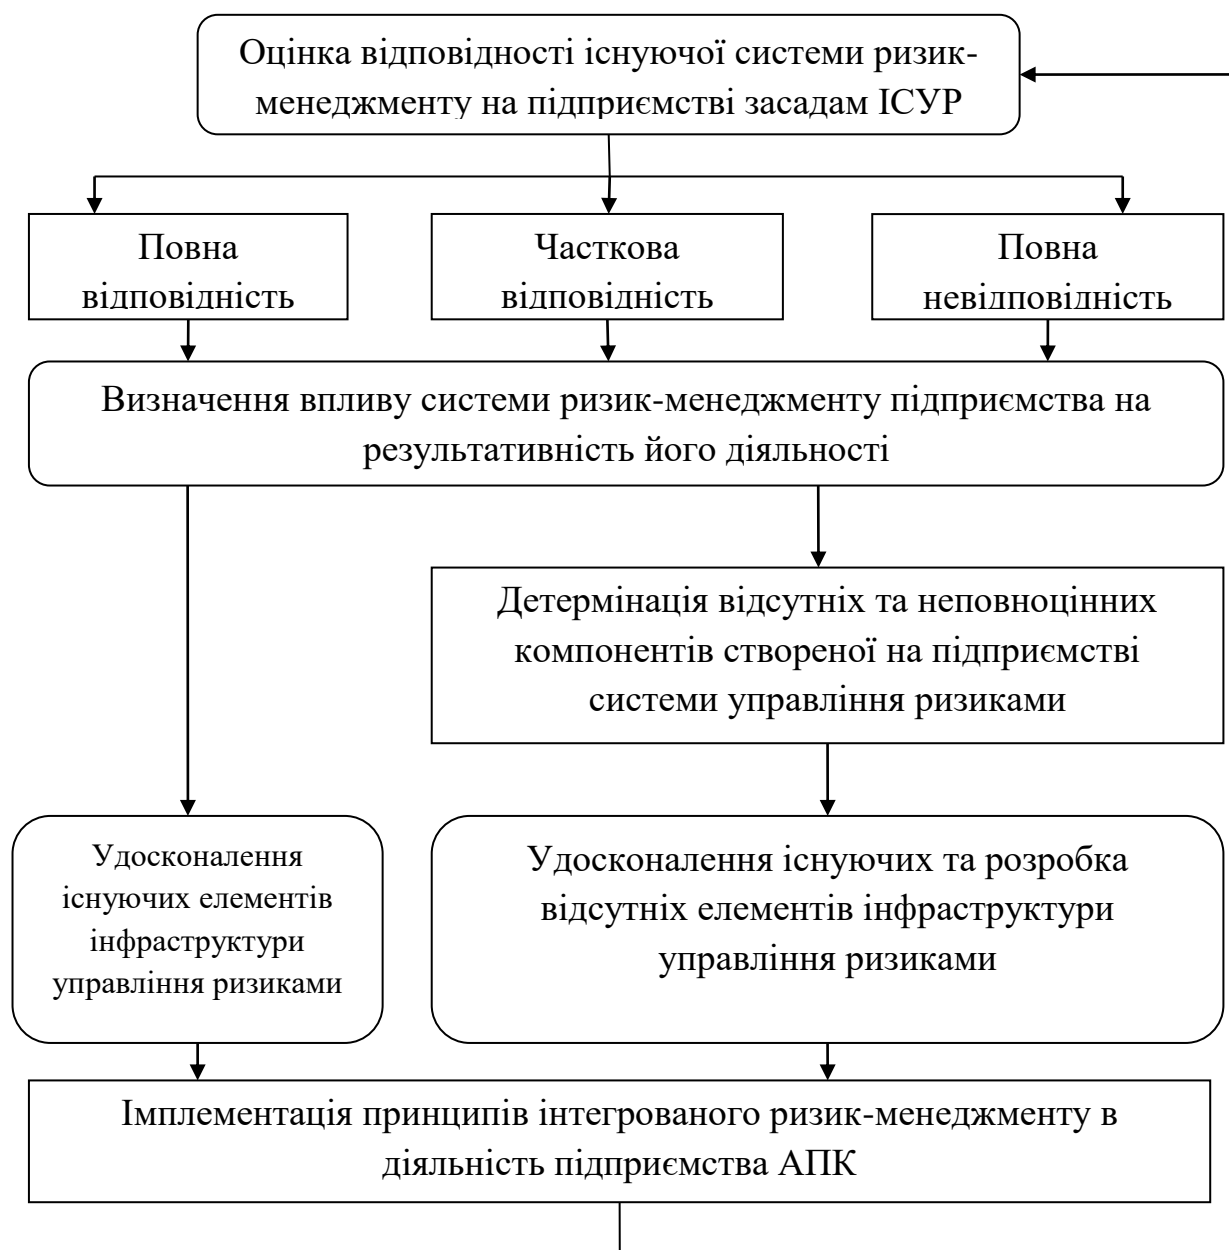 Оцінка відповідності існуючої системи ризик-
менеджменту на підприємстві засадам ІСУР
Повна
відповідність
Часткова
відповідність
Повна
невідповідність
Визначення впливу системи ризик-менеджменту підприємства на
результативність його діяльності
Детермінація відсутніх та неповноцінних
компонентів створеної на підприємстві
системи управління ризиками
Удосконалення
існуючих елементів
інфраструктури
управління ризиками
Удосконалення існуючих та розробка
відсутніх елементів інфраструктури
управління ризиками
Імплементація принципів інтегрованого ризик-менеджменту в
діяльність підприємства АПК